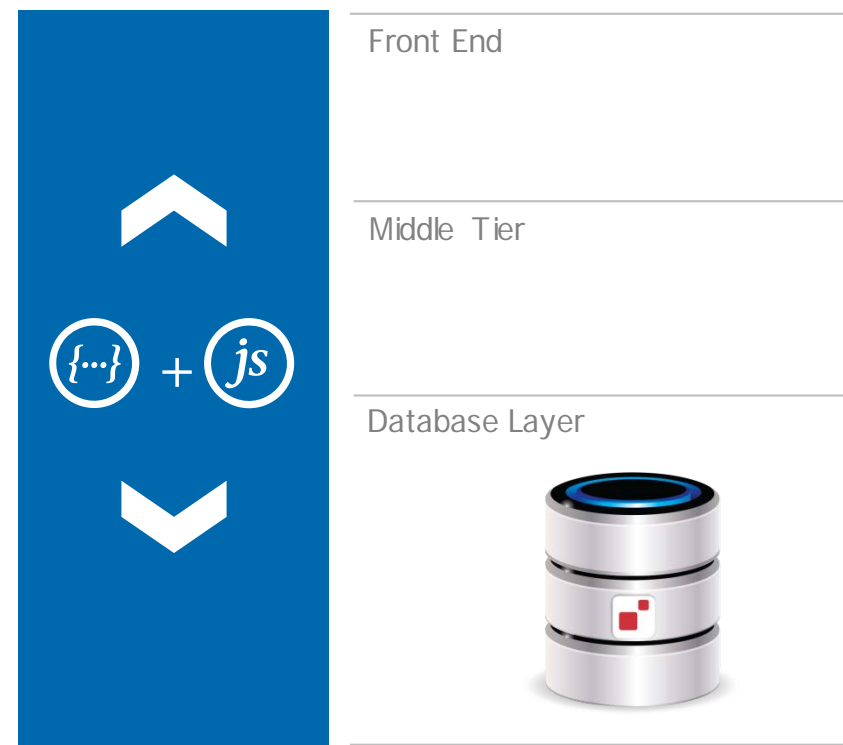 Front End
Middle Tier
{...} + js
Database Layer